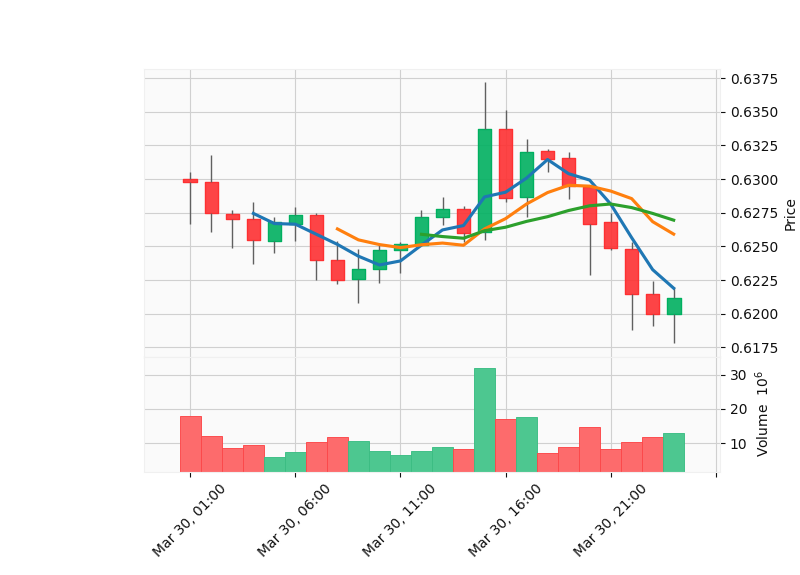 0.6375
0.6350
0.6325
0.6300
0.6275
0.6250
0.6225
0.6200
0.6175
Price
30
20
10
Volume 10⁶
Mar 30, 01:00
Mar 30, 06:00
Mar 30, 11:00
Mar 30, 16:00
Mar 30, 21:00